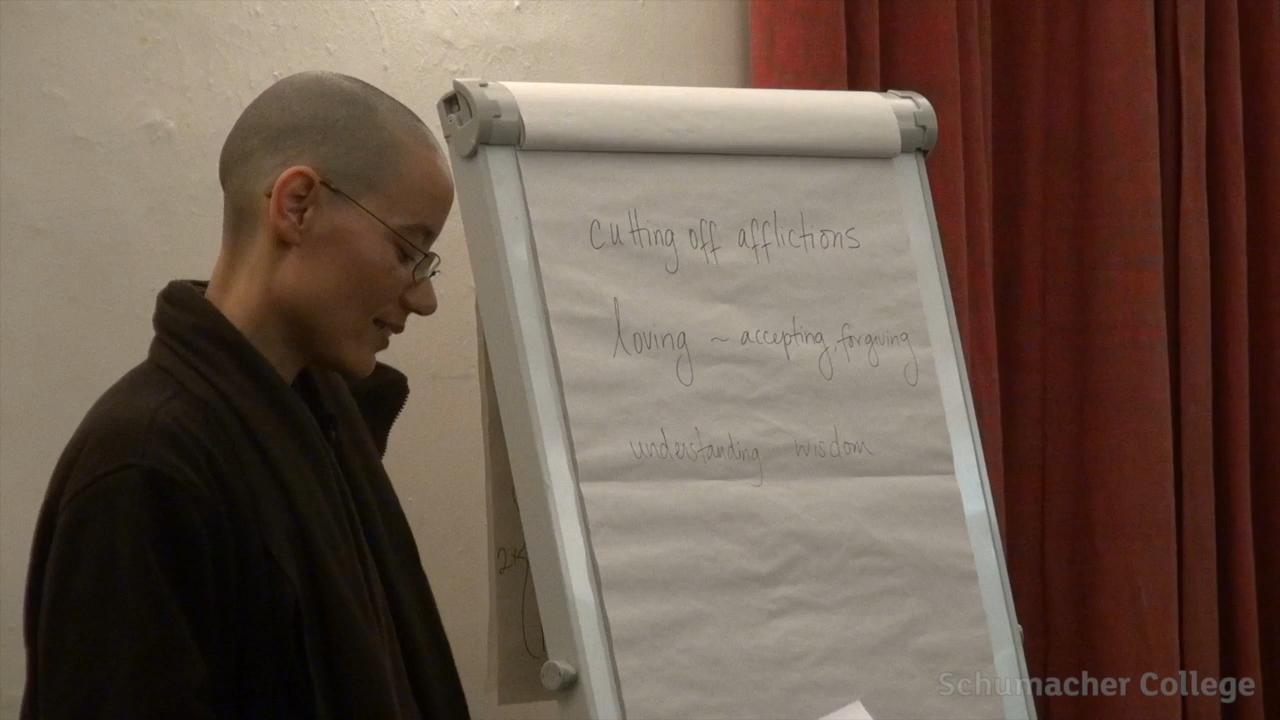 cutting off afflictions
loving ~ accepting, forgiving
understanding wisdom
Schumacher College